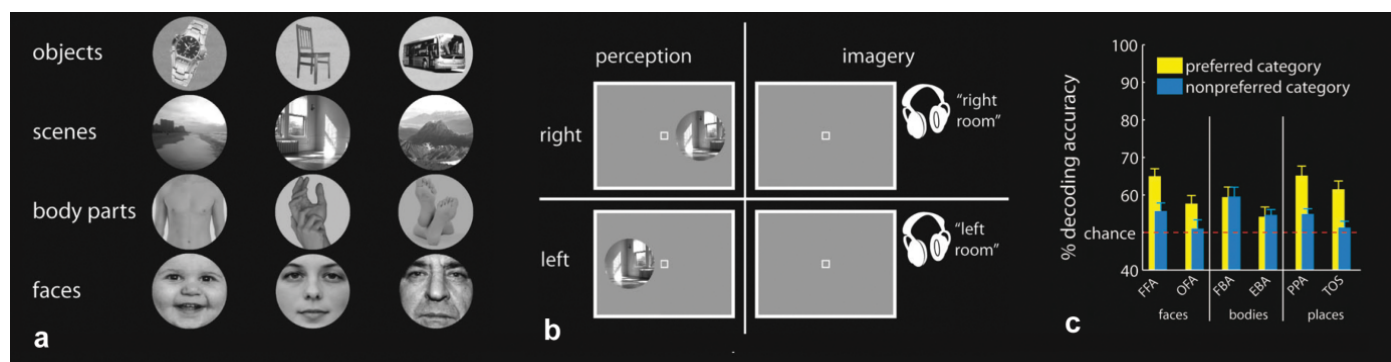 objects
scenes
body parts
faces
a
perception
imagery
right
"right
room"
left
"left
room"
b
% decoding accuracy
100
90
80
70
60
chance
40
preferred category
nonpreferred category
FFA
OFA
FBA
EBA
PPA
TOS
faces
bodies
places
c